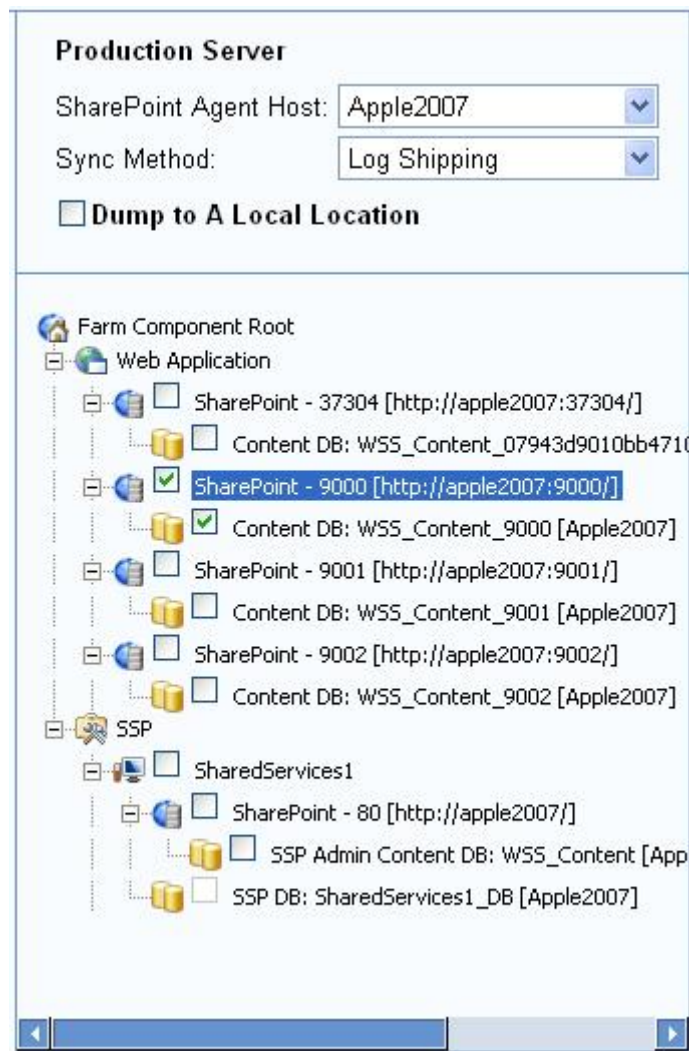 Production Server
SharePoint Agent Host: Apple2007
Sync Method: Log Shipping
Dump to A Local Location
Farm Component Root
Web Application
SharePoint - 37304 [http://apple2007:37304/]
Content DB: WSS_Content_07943d9010bb4710
SharePoint - 9000 [http://apple2007:9000/]
Content DB: WSS_Content_9000 [Apple2007]
SharePoint - 9001 [http://apple2007:9001/]
Content DB: WSS_Content_9001 [Apple2007]
SharePoint - 9002 [http://apple2007:9002/]
Content DB: WSS_Content_9002 [Apple2007]
SSP
SharedServices1
SharePoint - 80 [http://apple2007/]
SSP Admin Content DB: WSS_Content [App
SSP DB: SharedServices1_DB [Apple2007]